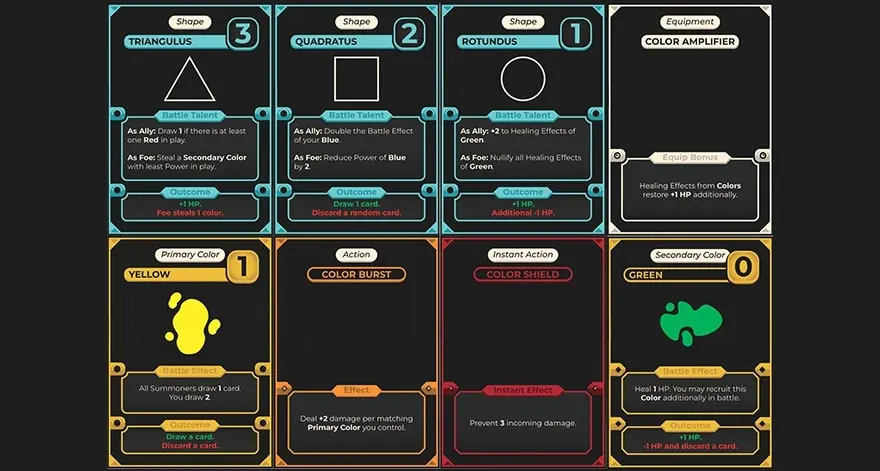 Shape
TRIANGULUS
3
Battle Talent
As Ally: Draw 1 if there is at least
one Red in play.
As Foe: Steal a Secondary Color
with least Power in play.
Outcome
+1 HP.
Foe steals 1 color.
Shape
QUADRATUS
2
Battle Talent
As Ally: Double the Battle Effect
of your Blue.
As Foe: Reduce Power of Blue
by 2.
Outcome
Draw 1 card.
Discard a random card.
Shape
ROTUNDUS
1
Battle Talent
As Ally: +2 to Healing Effects of
Green.
As Foe: Nullify all Healing Effects
of Green.
Outcome
+1 HP.
Additional -1 HP.
Equipment
COLOR AMPLIFIER
Equip Bonus
Healing Effects from Colors
restore +1 HP additionally.
Primary Color
YELLOW
1
Battle Effect
All Summoners draw 1 card.
You draw 2.
Outcome
Draw a card.
Discard a card.
Action
COLOR BURST
Effect
Deal +2 damage per matching
Primary Color you control.
Instant Action
COLOR SHIELD
Instant Effect
Prevent 3 incoming damage.
Secondary Color
GREEN
0
Battle Effect
Heal 1 HP. You may recruit this
Color additionally in battle.
Outcome
+1 HP.
-1 HP and discard a card.